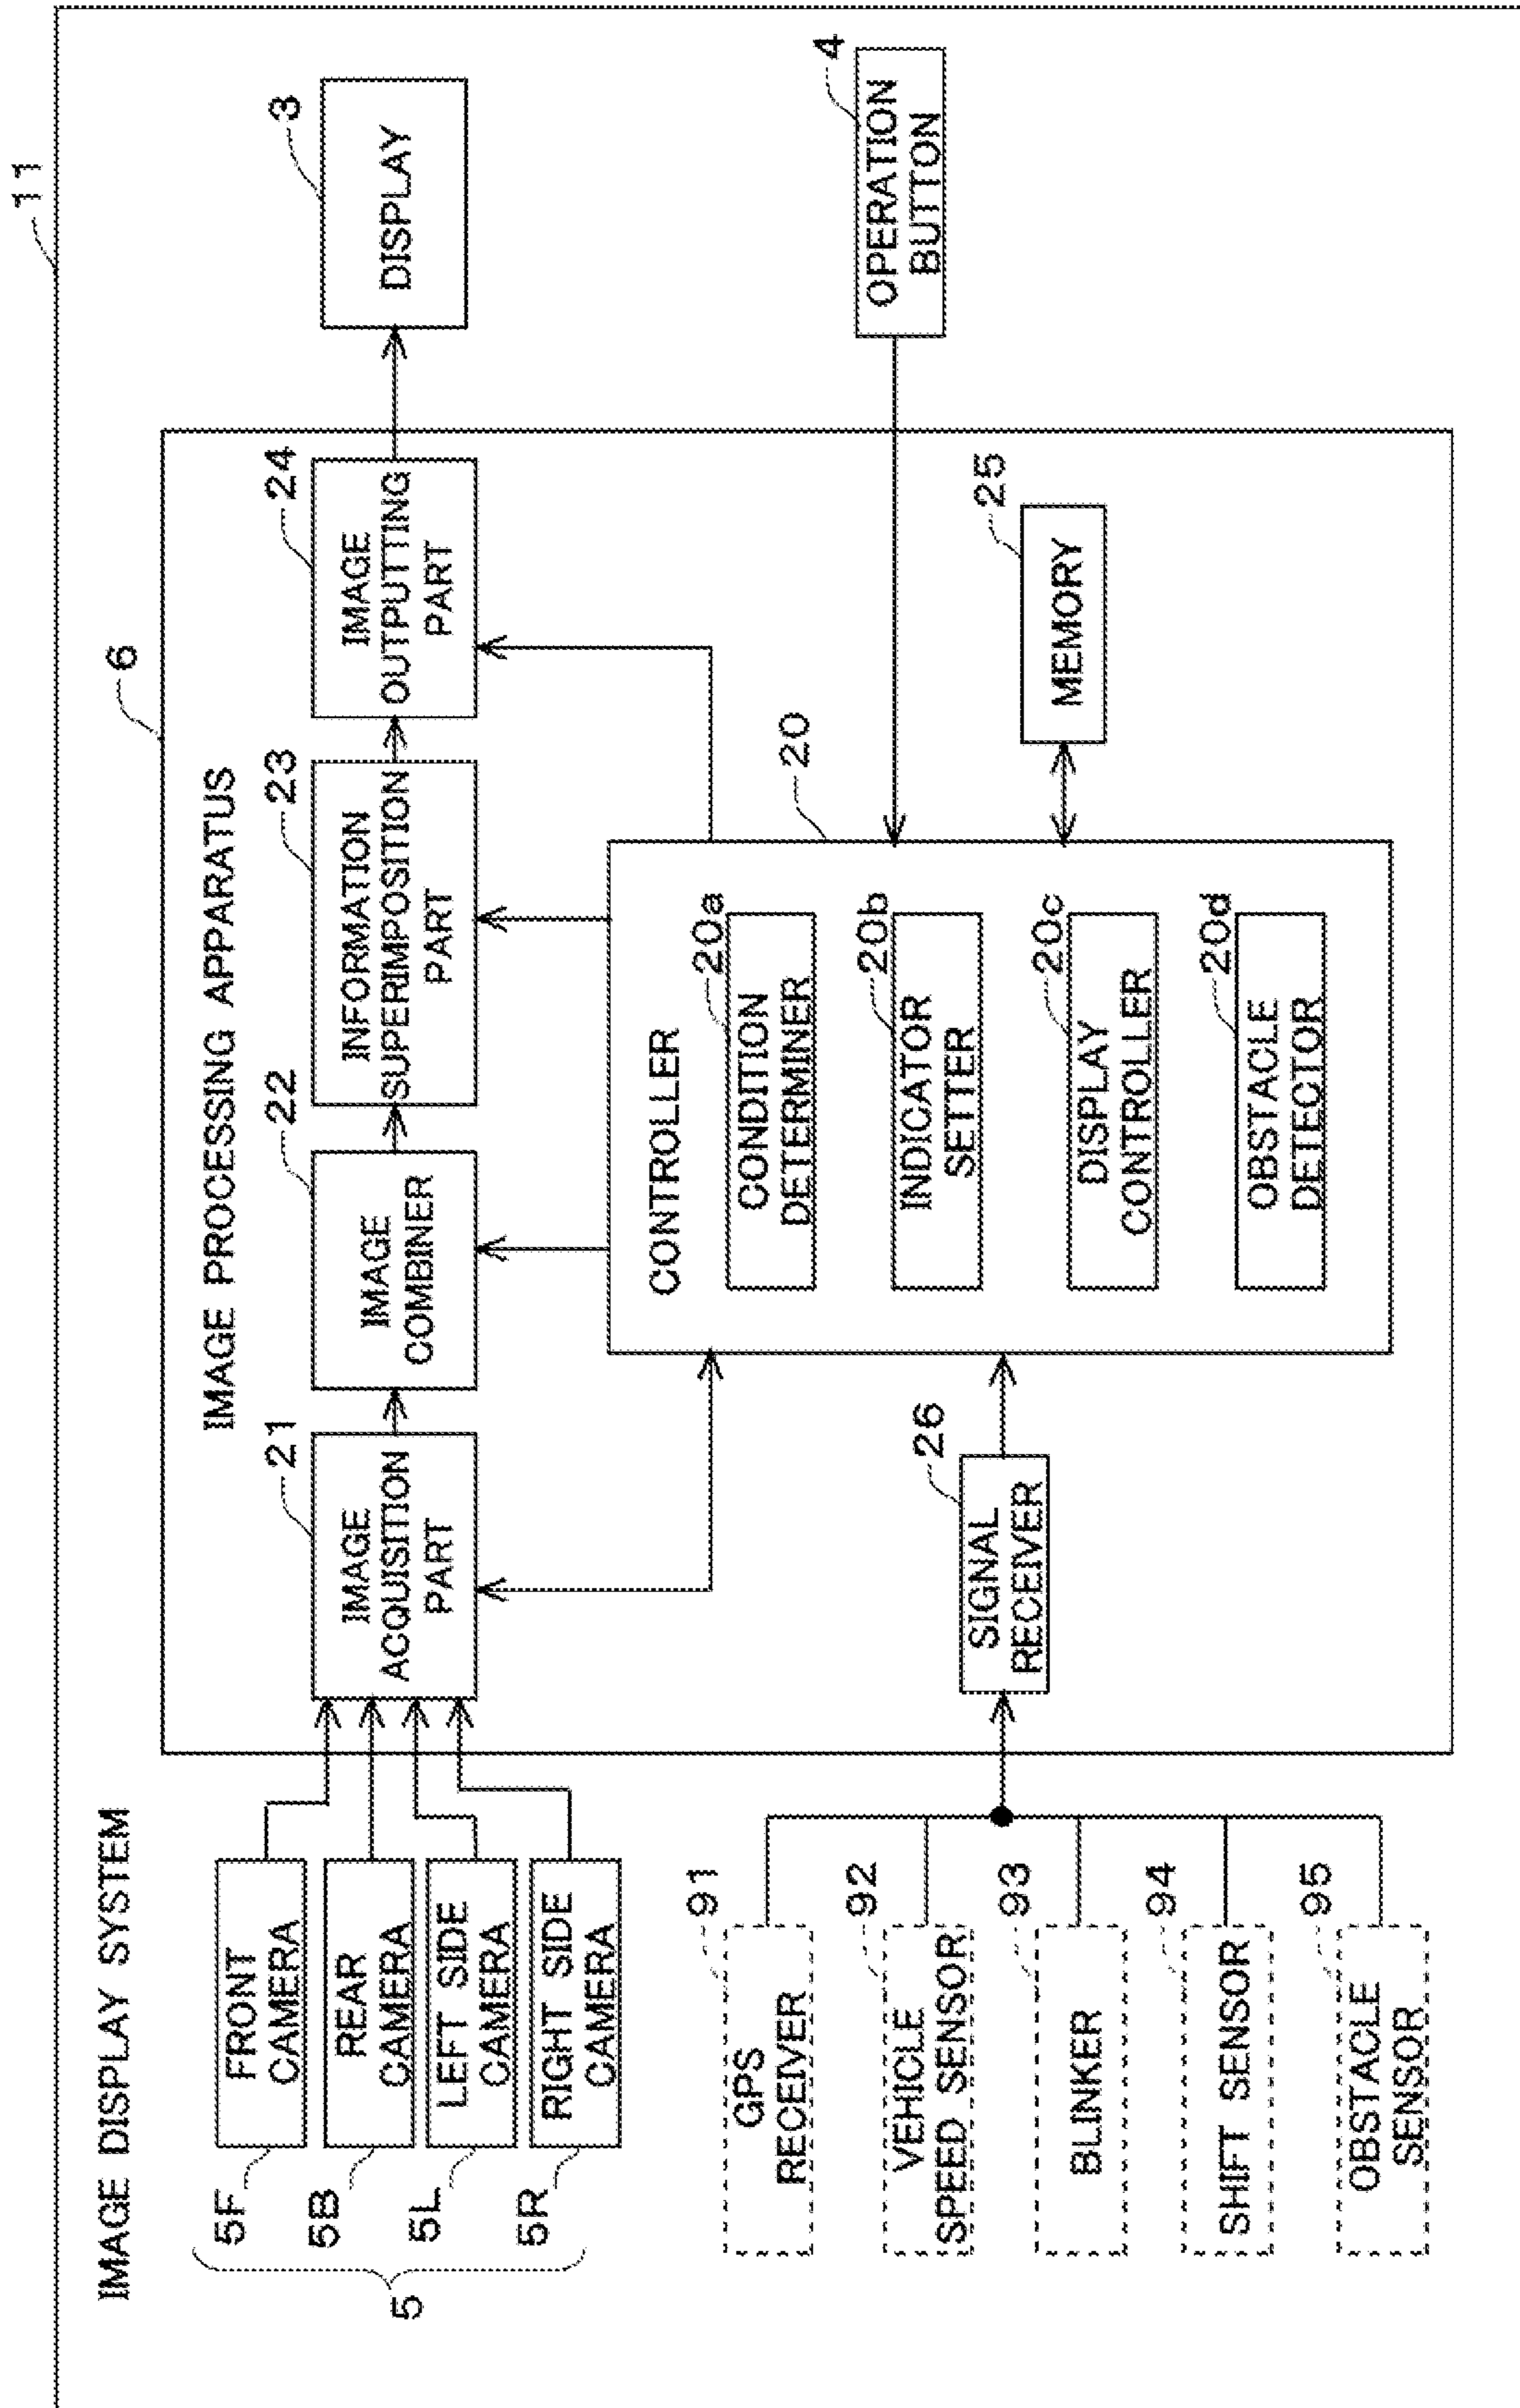 11
IMAGE DISPLAY SYSTEM
6
IMAGE PROCESSING APPARATUS
5
5F
FRONT
CAMERA
5B
REAR
CAMERA
5L
LEFT SIDE
CAMERA
5R
RIGHT SIDE
CAMERA
21
IMAGE
ACQUISITION
PART
22
IMAGE
COMBINER
23
INFORMATION
SUPERIMPOSITION
PART
24
IMAGE
OUTPUTTING
PART
3
DISPLAY
20
CONTROLLER
20a
CONDITION
DETERMINER
20b
INDICATOR
SETTER
20c
DISPLAY
CONTROLLER
20d
OBSTACLE
DETECTOR
4
OPERATION
BUTTON
25
MEMORY
26
SIGNAL
RECEIVER
91
GPS
RECEIVER
92
VEHICLE
SPEED SENSOR
93
BLINKER
94
SHIFT SENSOR
95
OBSTACLE
SENSOR